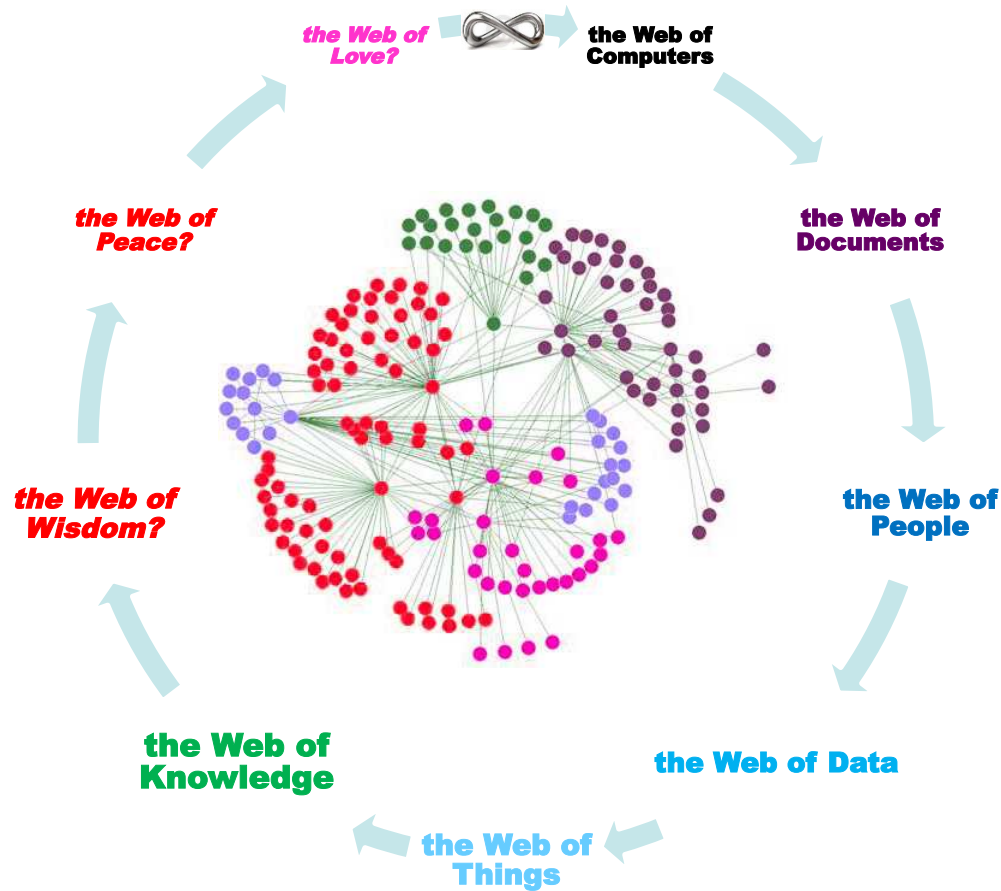 the Web of
Love?
the Web of
Computers
the Web of
Documents
the Web of
People
the Web of Data
the Web of
Things
the Web of
Knowledge
the Web of
Wisdom?
the Web of
Peace?